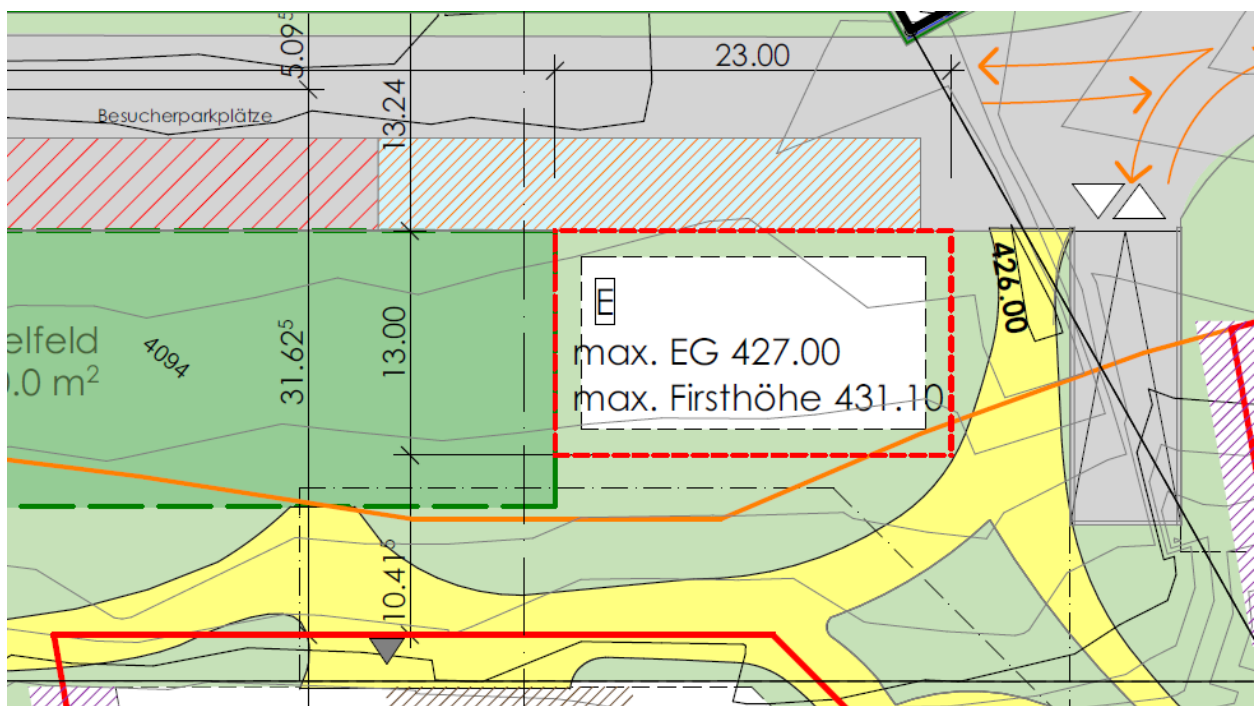 5.09⁵
23.00
13.24
Besucherparkplätze
426.00
E
elfeld
4094
0.0 m²
31.62⁵
13.00
max. EG 427.00
max. Firsthöhe 431.10
10.41⁵